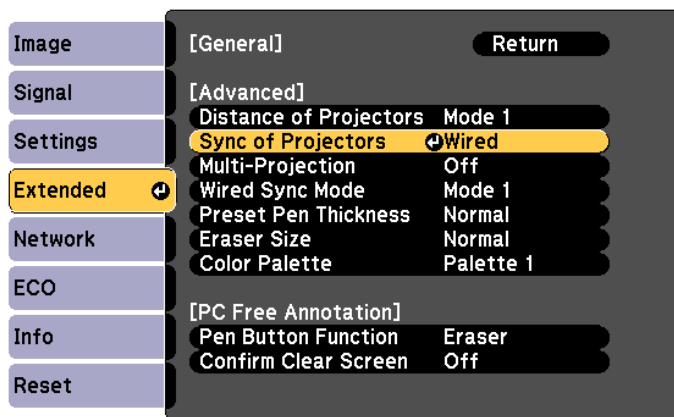 Image
Signal
Settings
Extended
Network
ECO
Info
Reset
[General] Return
[Advanced]
Distance of Projectors Mode 1
Sync of Projectors Wired
Multi-Projection Off
Wired Sync Mode Mode 1
Preset Pen Thickness Normal
Eraser Size Normal
Color Palette Palette 1
[PC Free Annotation]
Pen Button Function Eraser
Confirm Clear Screen Off